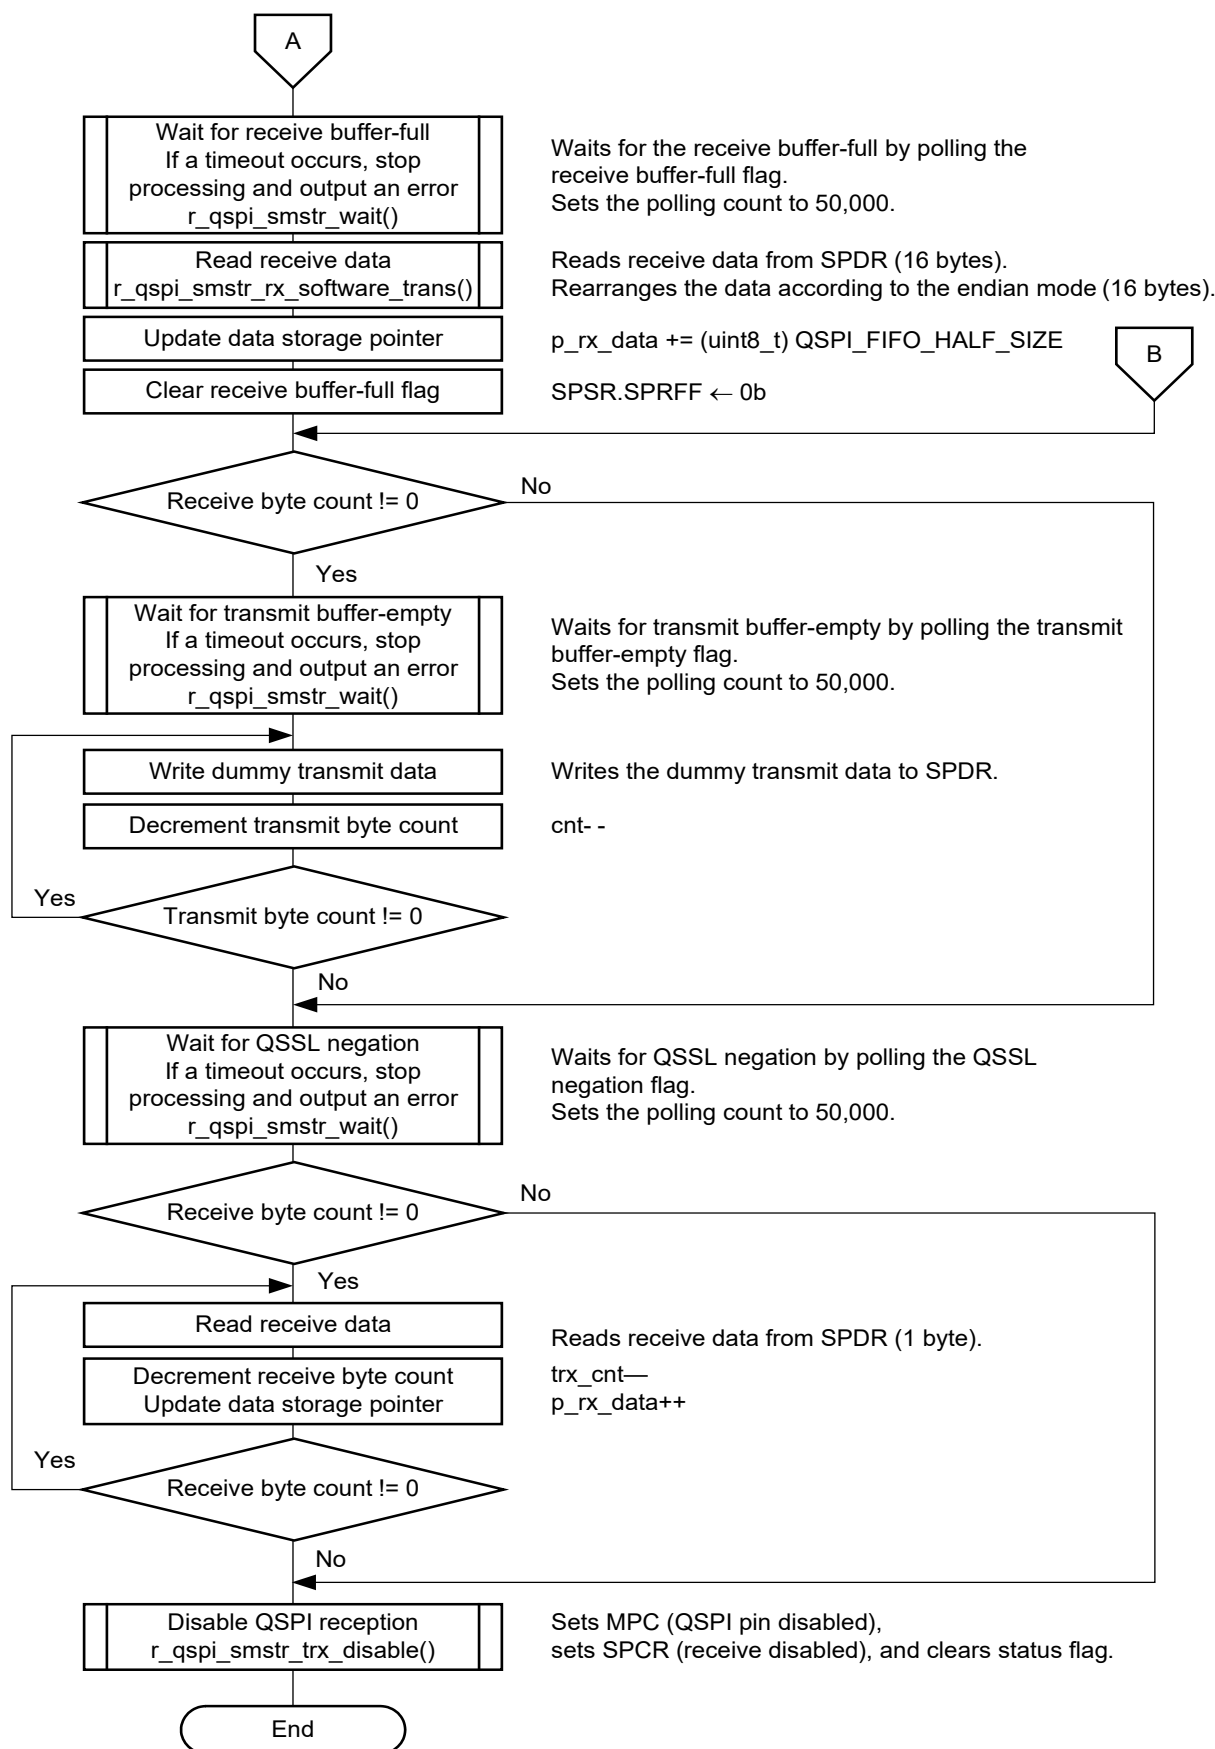 A
Wait for receive buffer-full
If a timeout occurs, stop
processing and output an error
r_qspi_smstr_wait()
Waits for the receive buffer-full by polling the
receive buffer-full flag.
Sets the polling count to 50,000.
Read receive data
r_qspi_smstr_rx_software_trans()
Reads receive data from SPDR (16 bytes).
Rearranges the data according to the endian mode (16 bytes).
Update data storage pointer
p_rx_data += (uint8_t) QSPI_FIFO_HALF_SIZE
B
Clear receive buffer-full flag
SPSR.SPRFF ← 0b
Receive byte count != 0
No
Yes
Wait for transmit buffer-empty
If a timeout occurs, stop
processing and output an error
r_qspi_smstr_wait()
Waits for transmit buffer-empty by polling the transmit
buffer-empty flag.
Sets the polling count to 50,000.
Write dummy transmit data
Writes the dummy transmit data to SPDR.
Decrement transmit byte count
cnt- -
Yes
Transmit byte count != 0
No
Wait for QSSL negation
If a timeout occurs, stop
processing and output an error
r_qspi_smstr_wait()
Waits for QSSL negation by polling the QSSL
negation flag.
Sets the polling count to 50,000.
Receive byte count != 0
No
Yes
Read receive data
Reads receive data from SPDR (1 byte).
Decrement receive byte count
Update data storage pointer
trx_cnt—
p_rx_data++
Yes
Receive byte count != 0
No
Disable QSPI reception
r_qspi_smstr_trx_disable()
Sets MPC (QSPI pin disabled),
sets SPCR (receive disabled), and clears status flag.
End